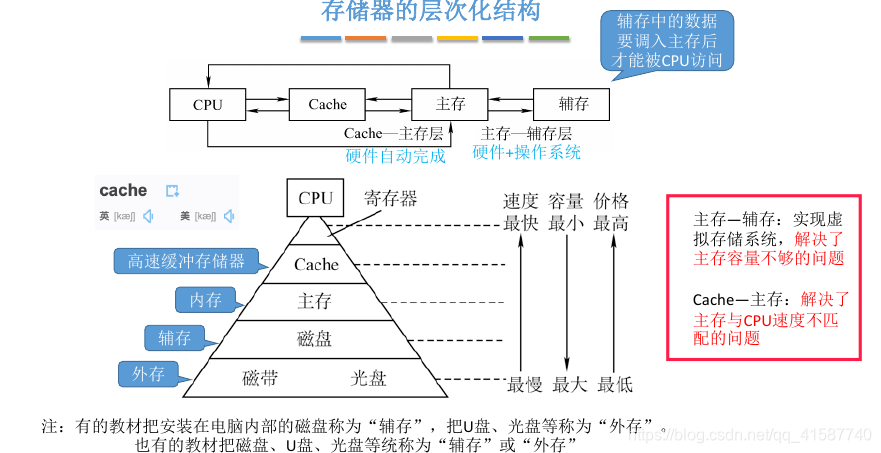 存储器的层次化结构
辅存中的数据
要调入主存后
才能被CPU访问
CPU
Cache
主存
辅存
Cache—主存层
主存—辅存层
硬件自动完成
硬件+操作系统
cache
英 [kæʃ]
美 [kæʃ]
CPU
寄存器
速度 容量 价格
最快 最小 最高
高速缓冲存储器
Cache
内存
主存
辅存
磁盘
外存
磁带
光盘
最慢 最大 最低
主存—辅存：实现虚
拟存储系统，解决了
主存容量不够的问题
Cache—主存：解决了
主存与CPU速度不匹
配的问题
注：有的教材把安装在电脑内部的磁盘称为“辅存”，把U盘、光盘等称为“外存”。
也有的教材把磁盘、U盘、光盘等统称为“辅存”或“外存”
https://blog.csdn.net/qq_41587740